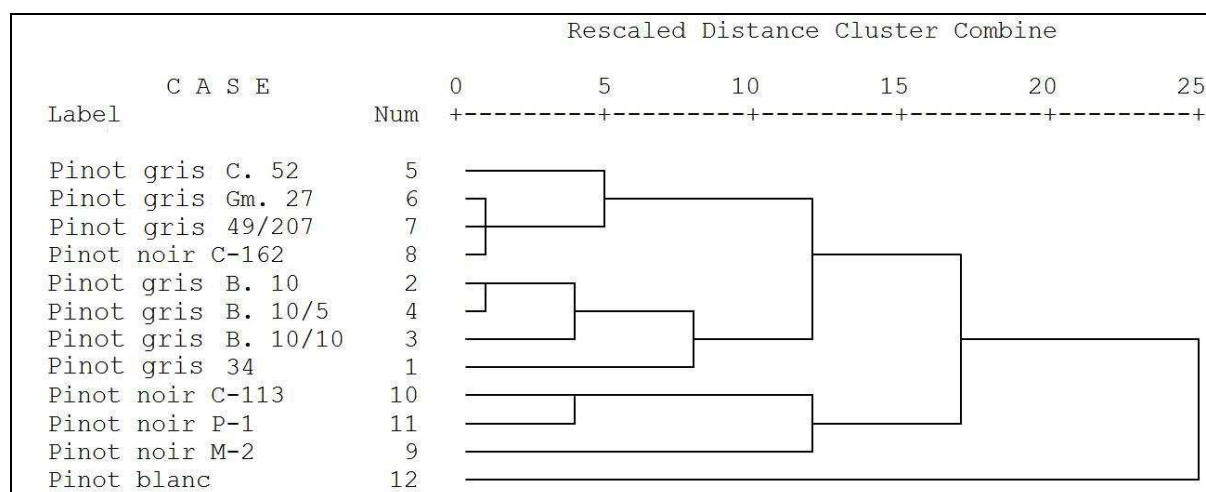 Rescaled Distance Cluster Combine
C A S E 0 5 10 15 20 25
Label Num +---------+---------+---------+---------+---------+
Pinot gris C. 52 5
Pinot gris Gm. 27 6
Pinot gris 49/207 7
Pinot noir C-162 8
Pinot gris B. 10 2
Pinot gris B. 10/5 4
Pinot gris B. 10/10 3
Pinot gris 34 1
Pinot noir C-113 10
Pinot noir P-1 11
Pinot noir M-2 9
Pinot blanc 12